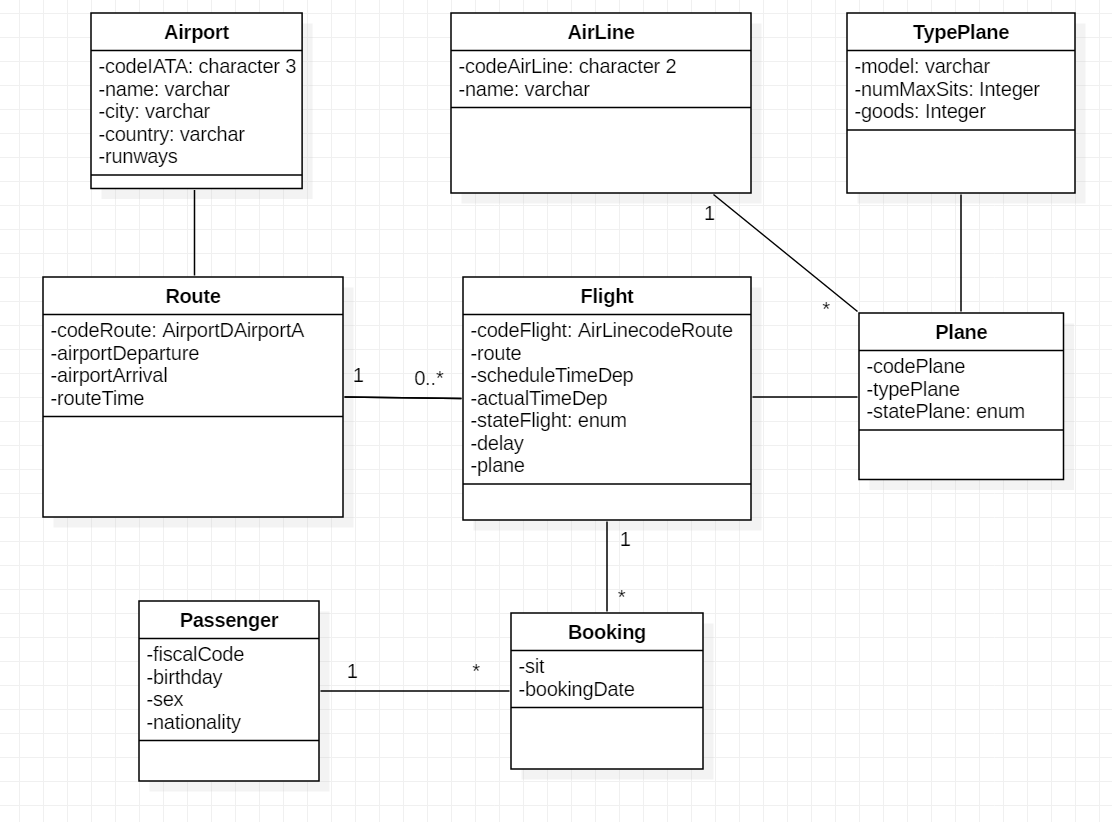 Airport
-codeIATA: character 3
-name: varchar
-city: varchar
-country: varchar
-runways
AirLine
-codeAirLine: character 2
-name: varchar
TypePlane
-model: varchar
-numMaxSits: Integer
-goods: Integer
1
*
Route
-codeRoute: AirportDAirportA
-airportDeparture
-airportArrival
-routeTime
1
0..*
Flight
-codeFlight: AirLinecodeRoute
-route
-scheduleTimeDep
-actualTimeDep
-stateFlight: enum
-delay
-plane
Plane
-codePlane
-typePlane
-statePlane: enum
1
*
Passenger
-fiscalCode
-birthday
-sex
-nationality
1
*
Booking
-sit
-bookingDate